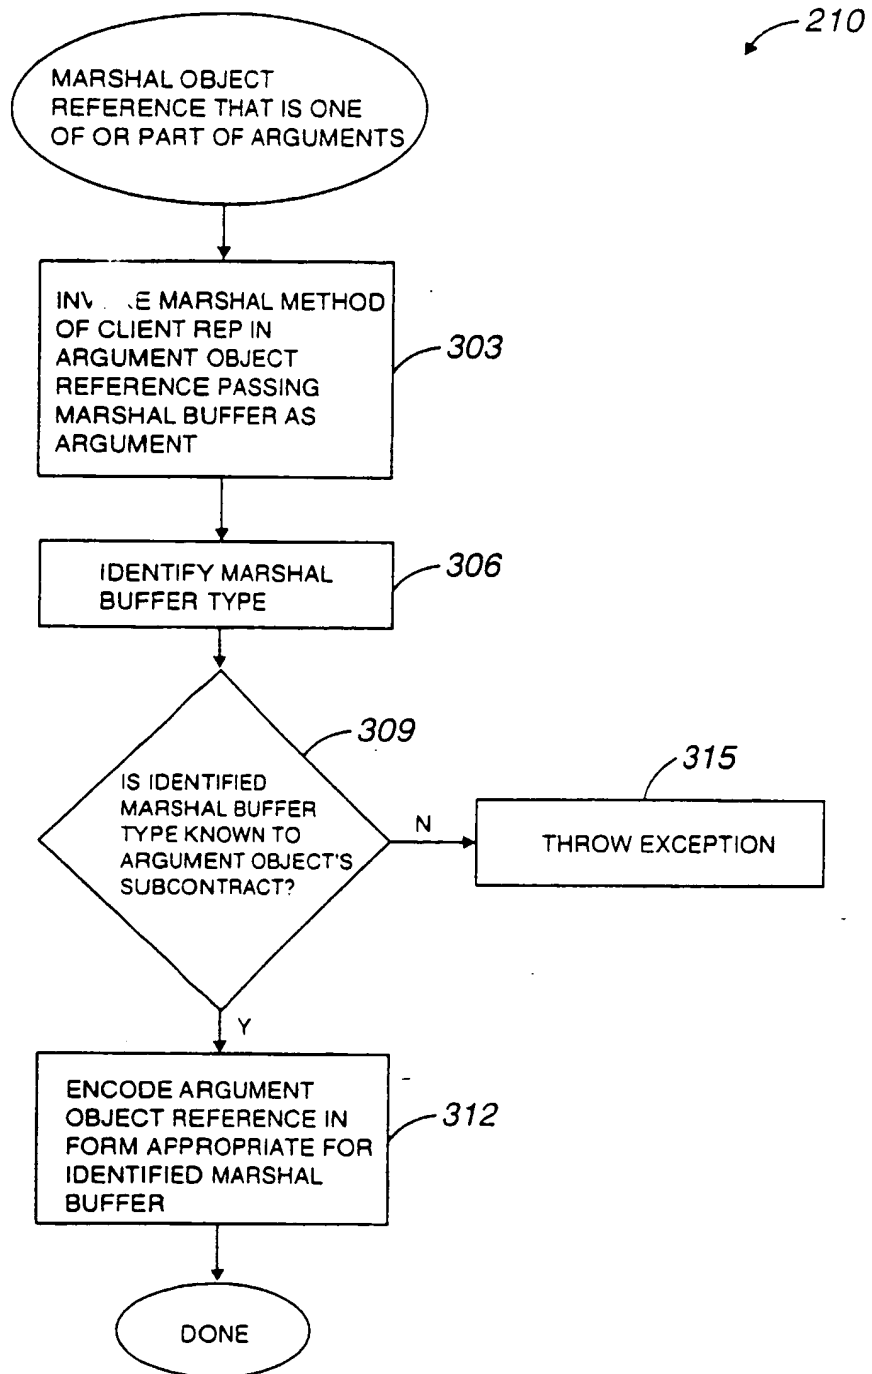 210
MARSHAL OBJECT
REFERENCE THAT IS ONE
OF OR PART OF ARGUMENTS
MARSHAL METHOD
OF CLIENT REP IN
ARGUMENT OBJECT
REFERENCE PASSING
MARSHAL BUFFER AS
ARGUMENT
303
IDENTIFY MARSHAL
BUFFER TYPE
306
309
IS IDENTIFIED
MARSHAL BUFFER
TYPE KNOWN TO
ARGUMENT OBJECT'S
SUBCONTRACT?
N
315
THROW EXCEPTION
Y
ENCODE ARGUMENT
OBJECT REFERENCE IN
FORM APPROPRIATE FOR
IDENTIFIED MARSHAL
BUFFER
312
DONE